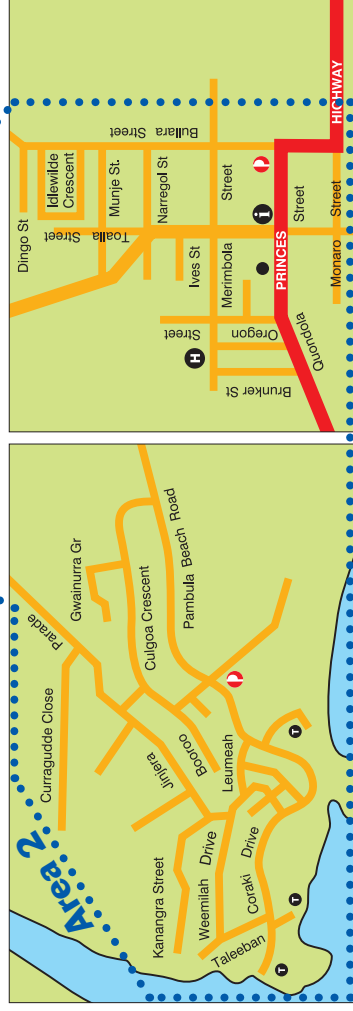 Area 2
Curragudde Close
Parade
Gwainurra Gr
Culgoa Crescent
Pambula Beach Road
Jinjera
Booroo
Leumeah
Kanangra Street
Weemilah
Drive
Coraki
Drive
Taleeban
T
T
T
Dingo St
Idlewilde
Crescent
Bullara
Street
Munje St.
Narregol St
Toalla
Street
Ives St
Merimbola
Street
i
H
Oregon
Street
Brunker St
PRINCES
HIGHWAY
Quondola
Street
Monaro
Street